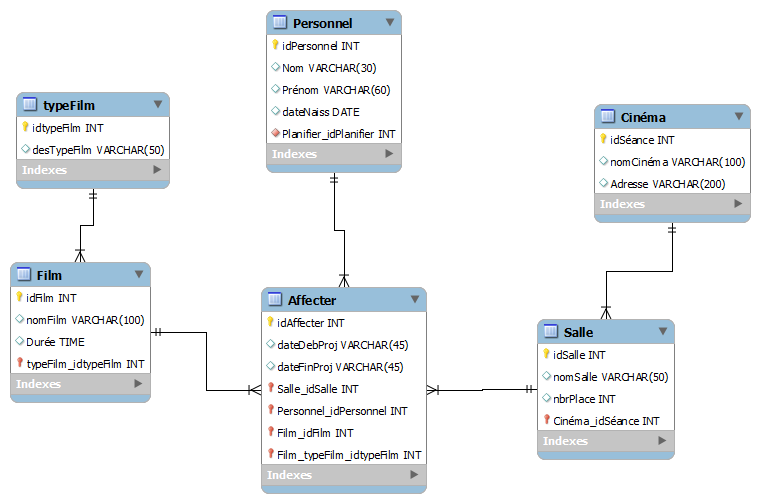 Personnel
idPersonnel INT
Nom VARCHAR(30)
Prénom VARCHAR(60)
dateNaiss DATE
Planifier_idPlanifier INT
Indexes
typeFilm
idtypeFilm INT
desTypeFilm VARCHAR(50)
Indexes
Cinéma
idSéance INT
nomCinéma VARCHAR(100)
Adresse VARCHAR(200)
Indexes
Film
idFilm INT
nomFilm VARCHAR(100)
Durée TIME
typeFilm_idtypeFilm INT
Indexes
Affecter
idAffecter INT
dateDebProj VARCHAR(45)
dateFinProj VARCHAR(45)
Salle_idSalle INT
Personnel_idPersonnel INT
Film_idFilm INT
Film_typeFilm_idtypeFilm INT
Indexes
Salle
idSalle INT
nomSalle VARCHAR(50)
nbrPlace INT
Cinéma_idSéance INT
Indexes